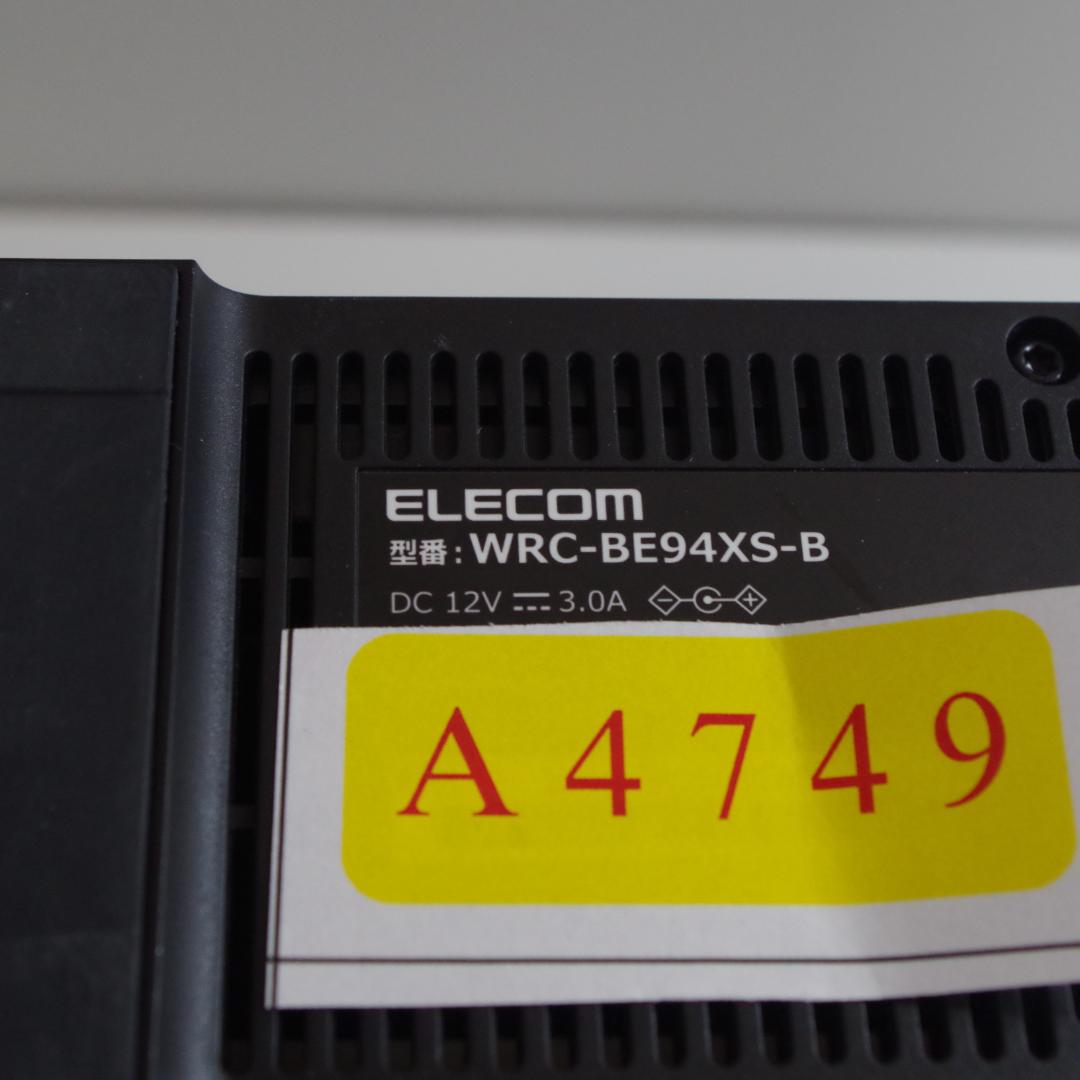 ELECOM
型番:WRC-BE94XS-B
DC 12V ⎓ 3.0A
A4749